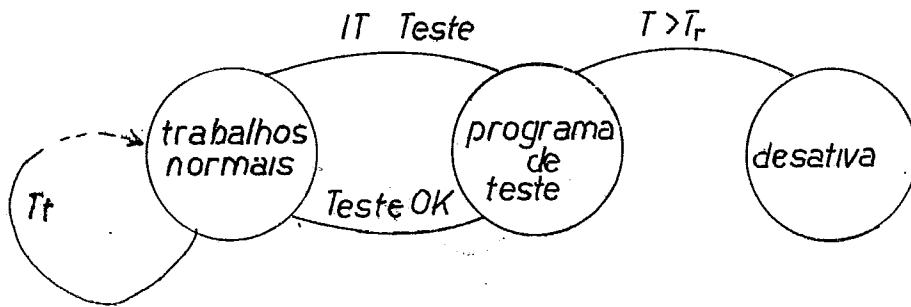 IT Teste
T > Tr
trabalhos
normais
programa
de
teste
desativa
Teste OK
Tt